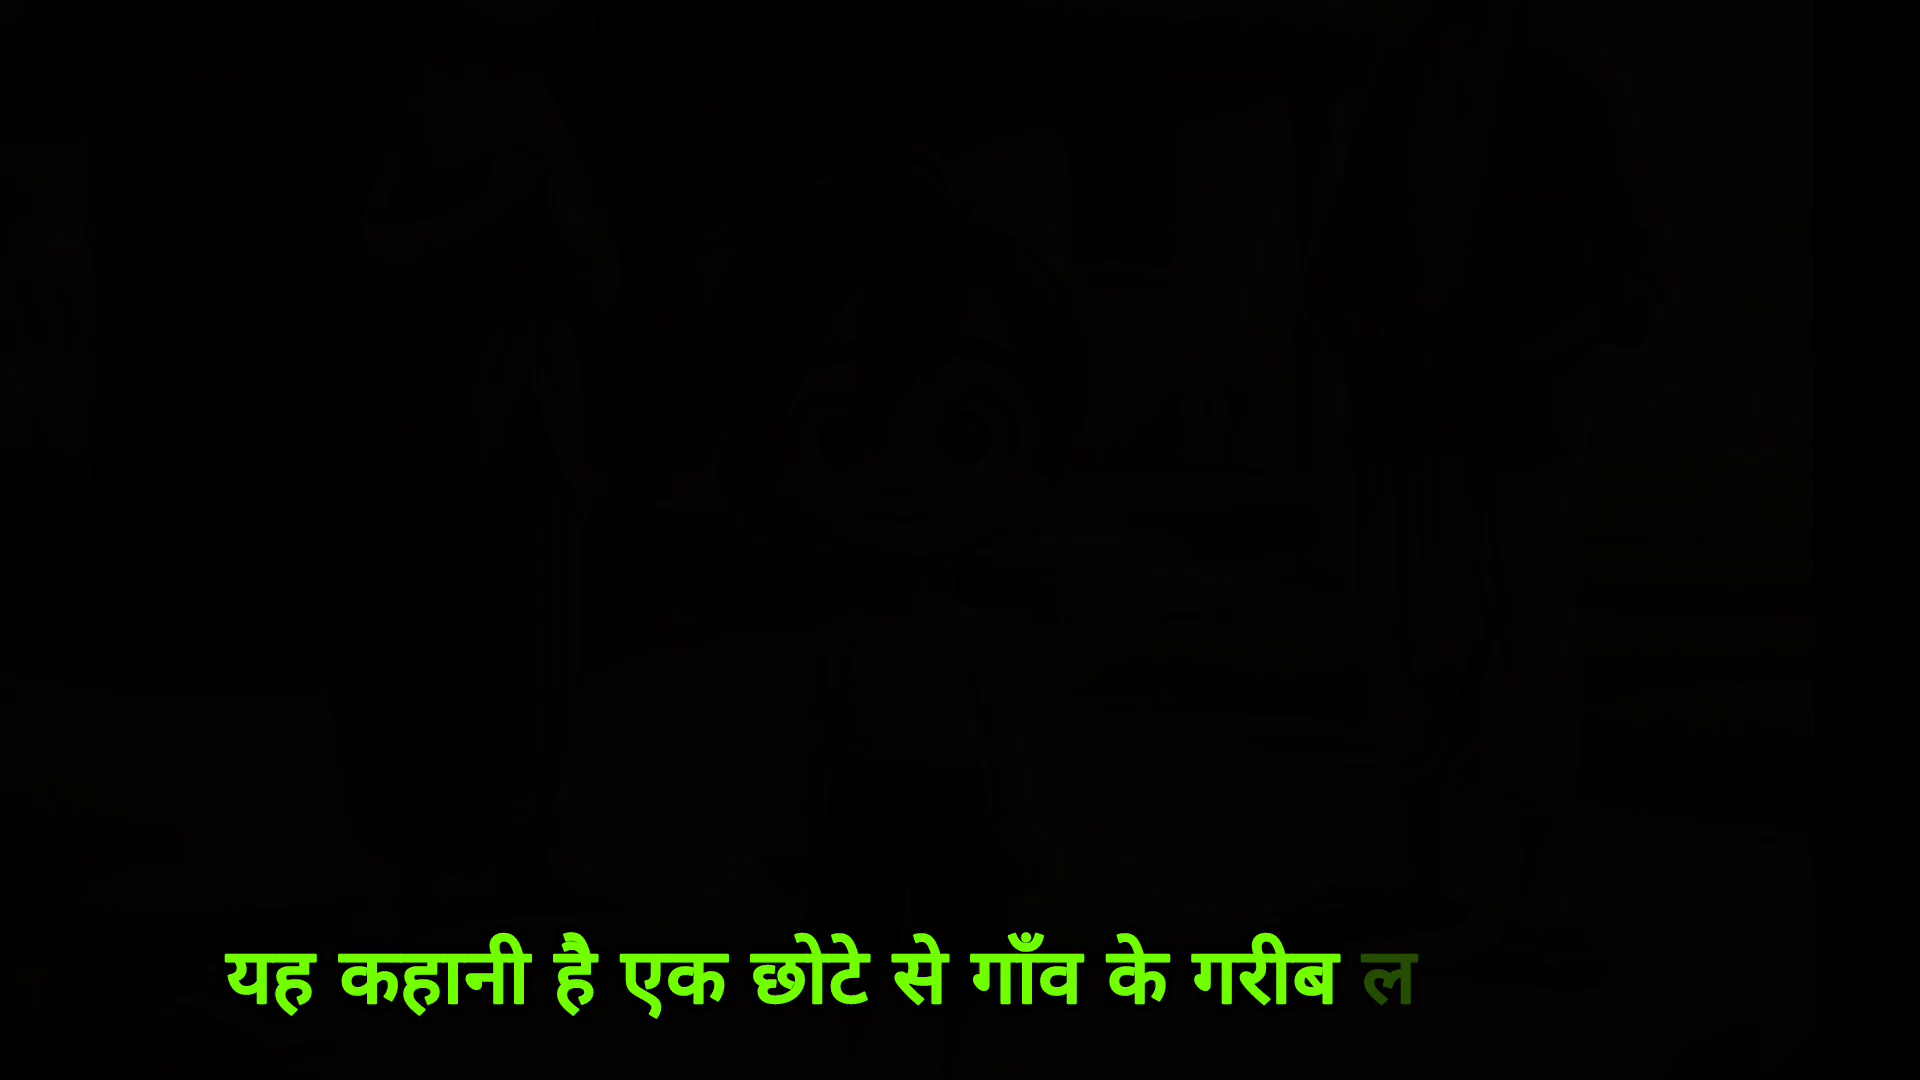 यह कहानी है एक छोटे से गाँव के गरीब ल